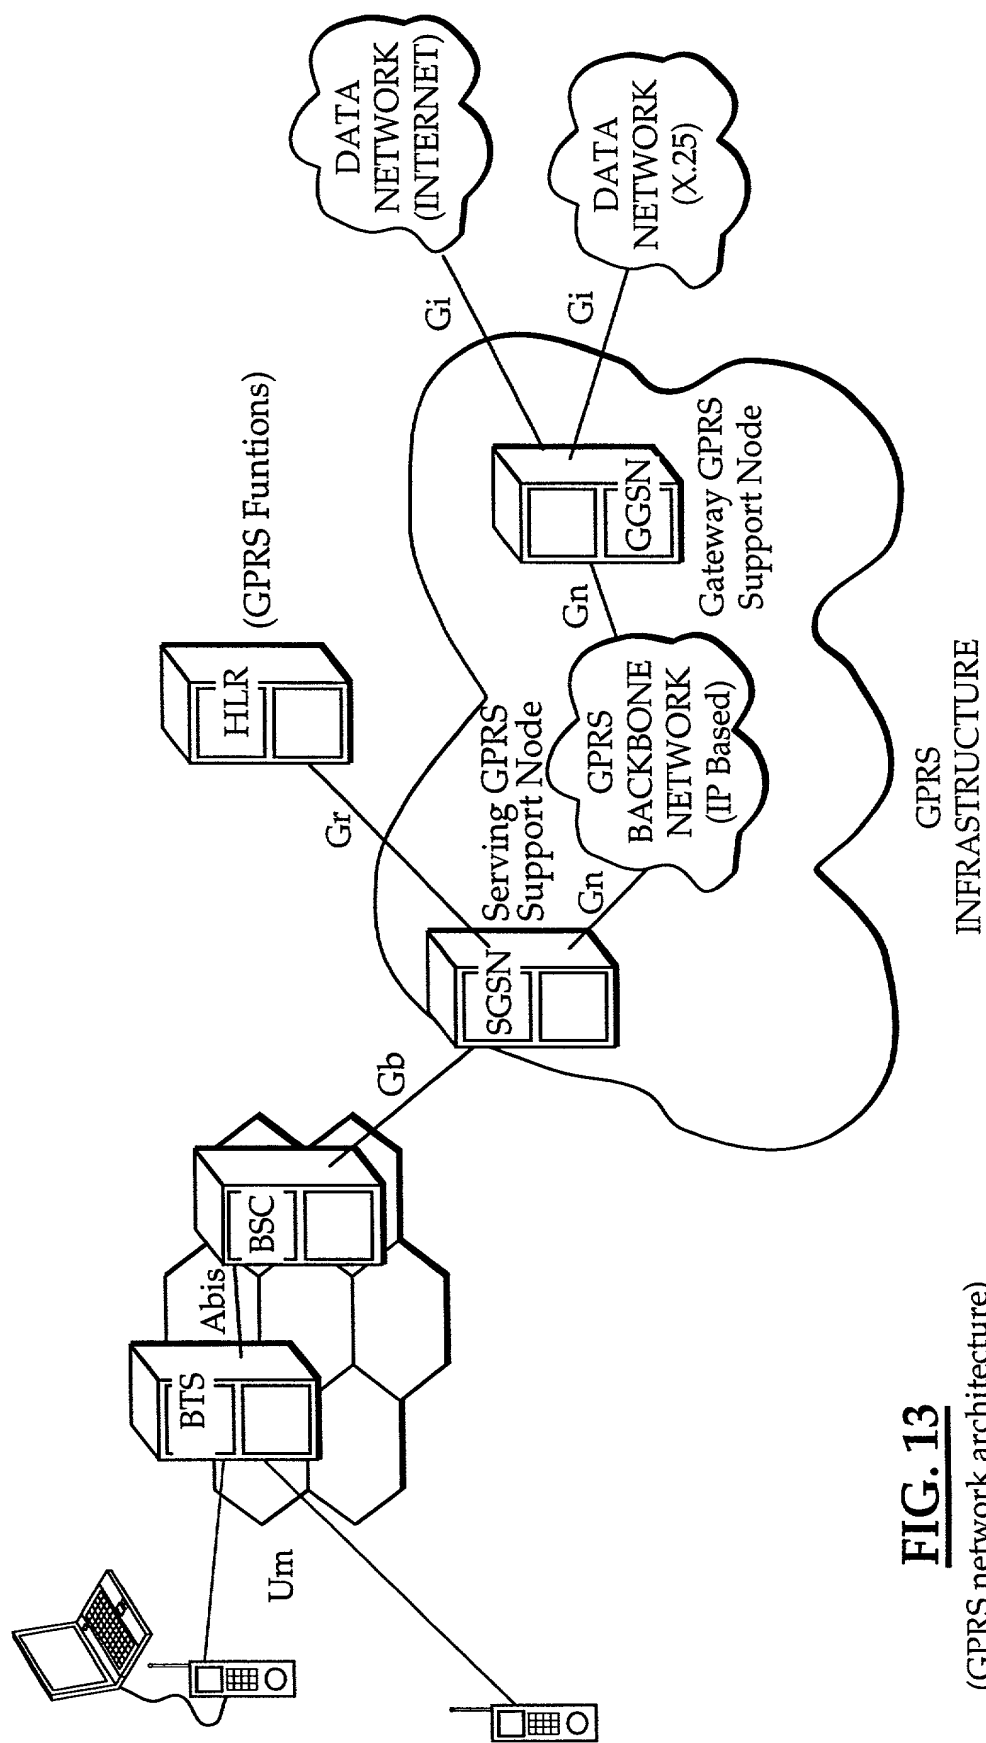 Um
BTS
Abis
BSC
Gb
SGSN
Serving GPRS
Support Node
Gr
HLR
(GPRS Funtions)
Gn
GPRS
BACKBONE
NETWORK
(IP Based)
Gn
GGSN
Gateway GPRS
Support Node
Gi
DATA
NETWORK
(INTERNET)
Gi
DATA
NETWORK
(X.25)
GPRS
INFRASTRUCTURE
FIG. 13
(GPRS network architecture)